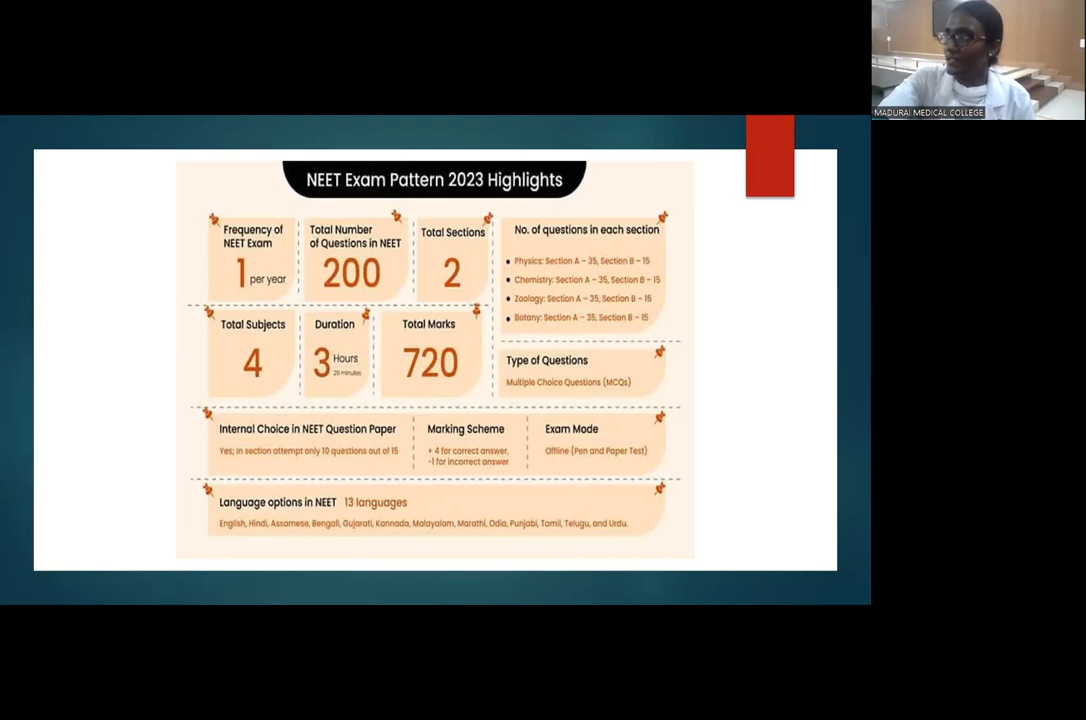 MADURAI MEDICAL COLLEGE
NEET Exam Pattern 2023 Highlights
Frequency of
NEET Exam
1 per year
Total Number
of Questions in NEET
200
Total Sections
2
No. of questions in each section
Physics: Section A – 35, Section B – 15
Chemistry: Section A – 35, Section B – 15
Zoology: Section A – 35, Section B – 15
Botany: Section A – 35, Section B – 15
Total Subjects
4
Duration
3 Hours
20 minutes
Total Marks
720
Type of Questions
Multiple Choice Questions (MCQs)
Internal Choice in NEET Question Paper
Yes; In section attempt only 10 questions out of 15
Marking Scheme
+ 4 for correct answer,
-1 for incorrect answer
Exam Mode
Offline (Pen and Paper Test)
Language options in NEET 13 languages
English, Hindi, Assamese, Bengali, Gujarati, Kannada, Malayalam, Marathi, Odia, Punjabi, Tamil, Telugu, and Urdu.